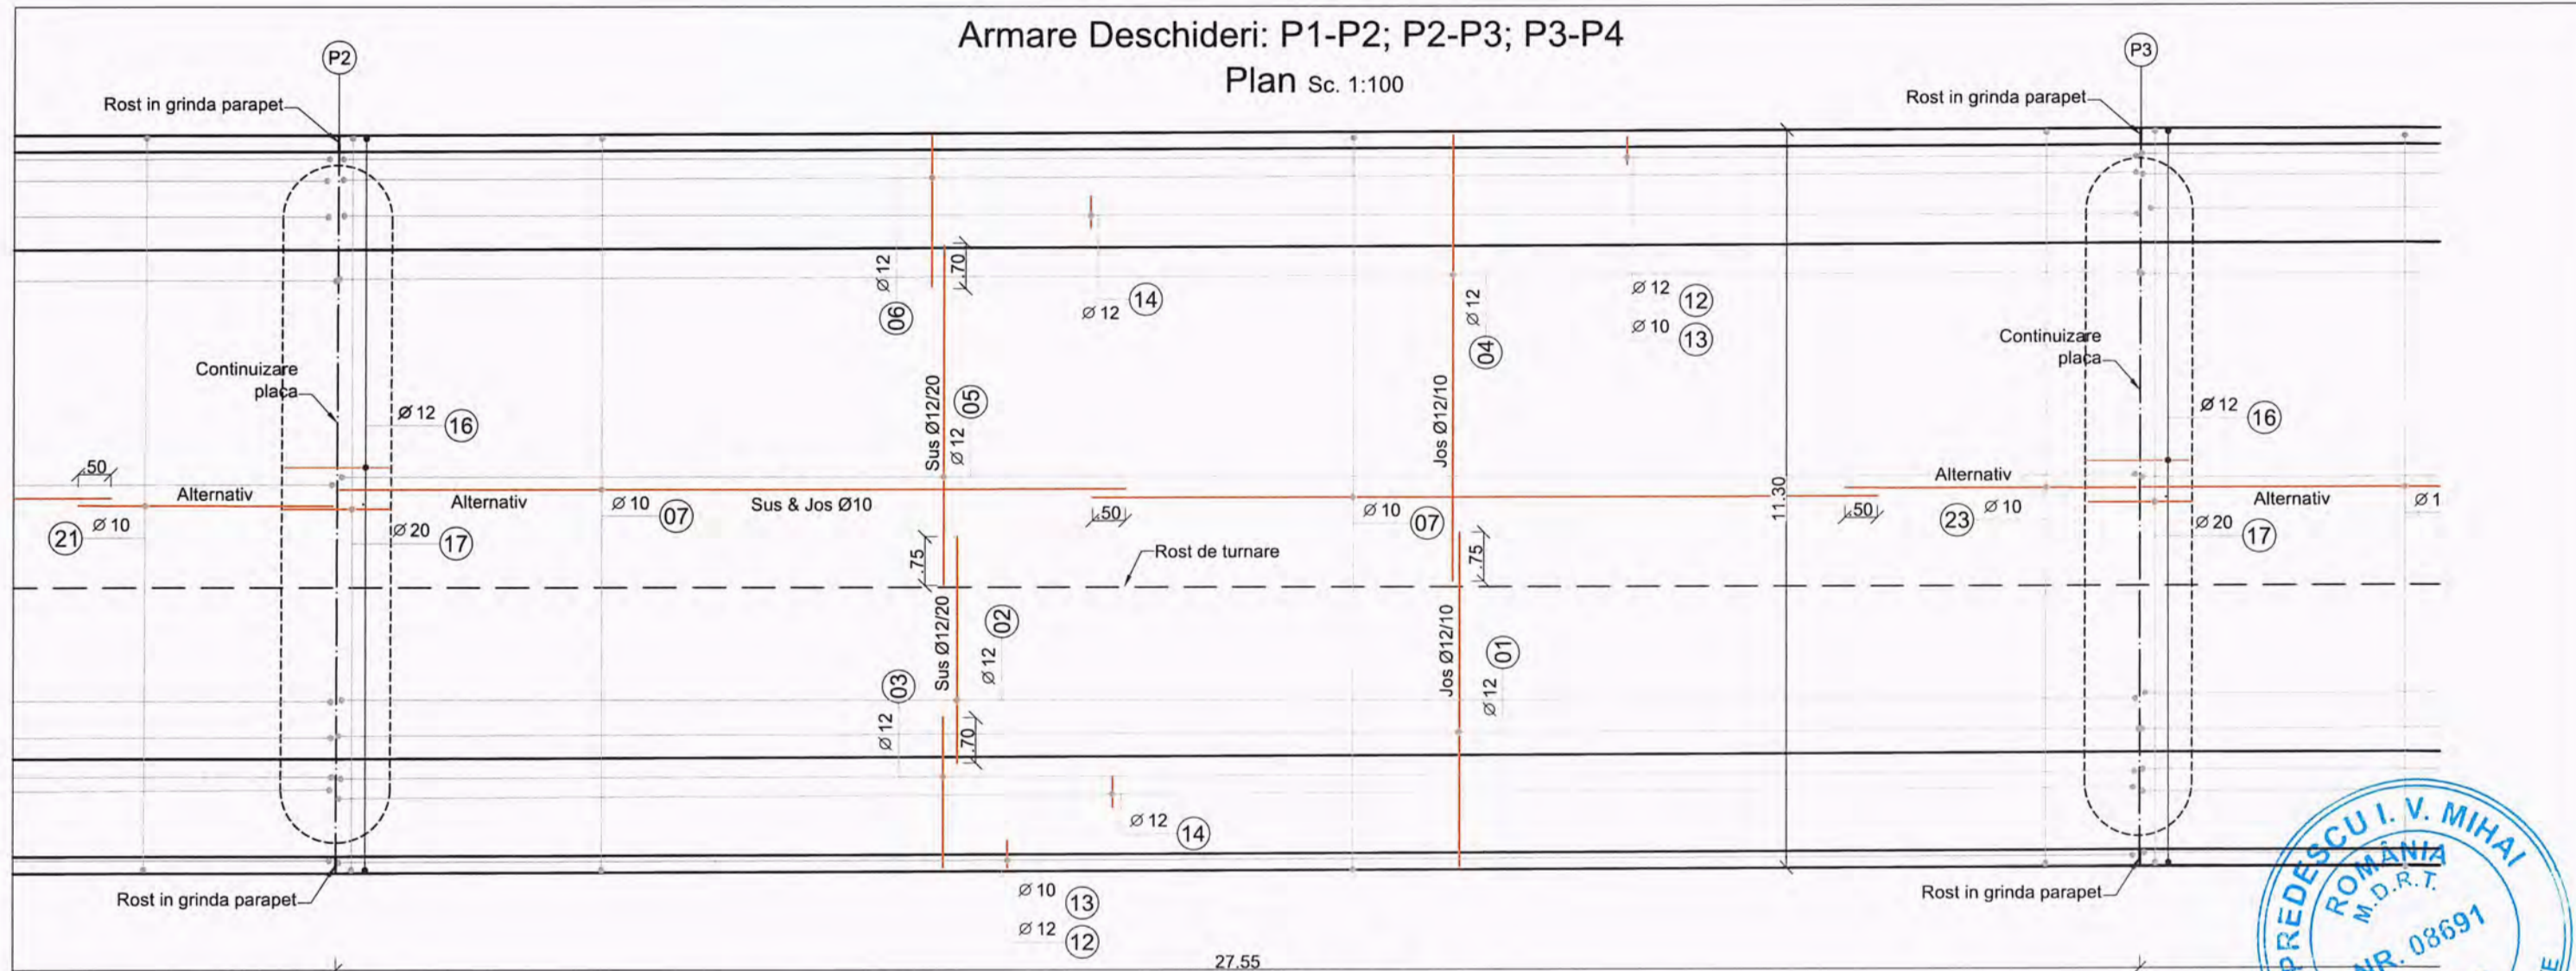 Armare Deschideri: P1-P2; P2-P3; P3-P4
Plan Sc. 1:100
P2
P3
Rost in grinda parapet
Rost in grinda parapet
Ø 12
06
.70
Ø 12
14
Ø 12
04
Ø 12
12
Ø 10
13
Continuizare
placa
Continuizare
placa
Ø 12
16
Sus Ø12/20
Ø 12
05
Jos Ø12/10
Ø 12
16
.50
Alternativ
Ø 10
21
Alternativ
Ø 20
17
Ø 10
07
Sus & Jos Ø10
.50
Ø 10
07
11.30
.50
Alternativ
23
Ø 10
Alternativ
Ø 1
Ø 20
17
.75
Rost de turnare
.75
Sus Ø12/20
02
Ø 12
Jos Ø12/10
01
Ø 12
03
Ø 12
.70
Ø 12
14
Rost in grinda parapet
Rost in grinda parapet
Ø 10
13
Ø 12
12
27.55
PREDESCU I. V. MIHAI
ROMÂNIA
M.D.R.T.
NR. 08691